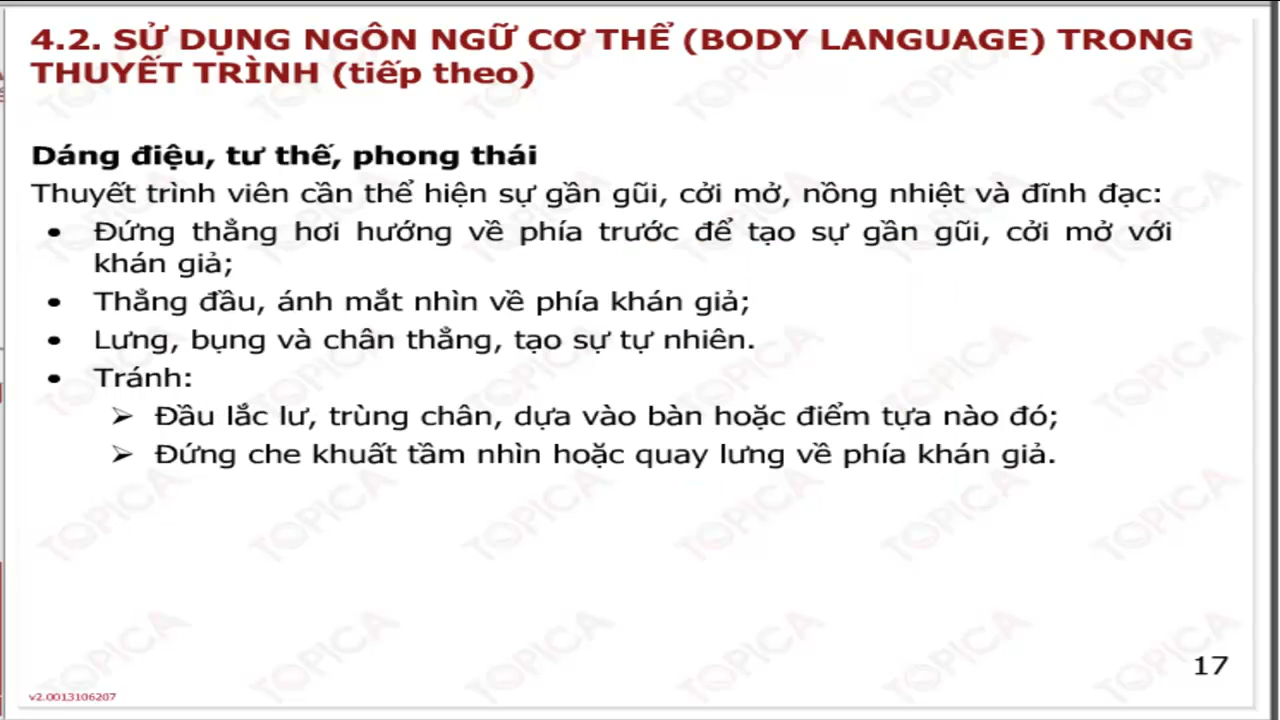 4.2. SỬ DỤNG NGÔN NGỮ CƠ THỂ (BODY LANGUAGE) TRONG
THUYẾT TRÌNH (tiếp theo)
Dáng điệu, tư thế, phong thái
Thuyết trình viên cần thể hiện sự gần gũi, cởi mở, nồng nhiệt và đĩnh đạc:
• Đứng thẳng hơi hướng về phía trước để tạo sự gần gũi, cởi mở với
khán giả;
• Thẳng đầu, ánh mắt nhìn về phía khán giả;
• Lưng, bụng và chân thẳng, tạo sự tự nhiên.
• Tránh:
➢ Đầu lắc lư, trùng chân, dựa vào bàn hoặc điểm tựa nào đó;
➢ Đứng che khuất tầm nhìn hoặc quay lưng về phía khán giả.
17
v2.0013106207
TOPICA